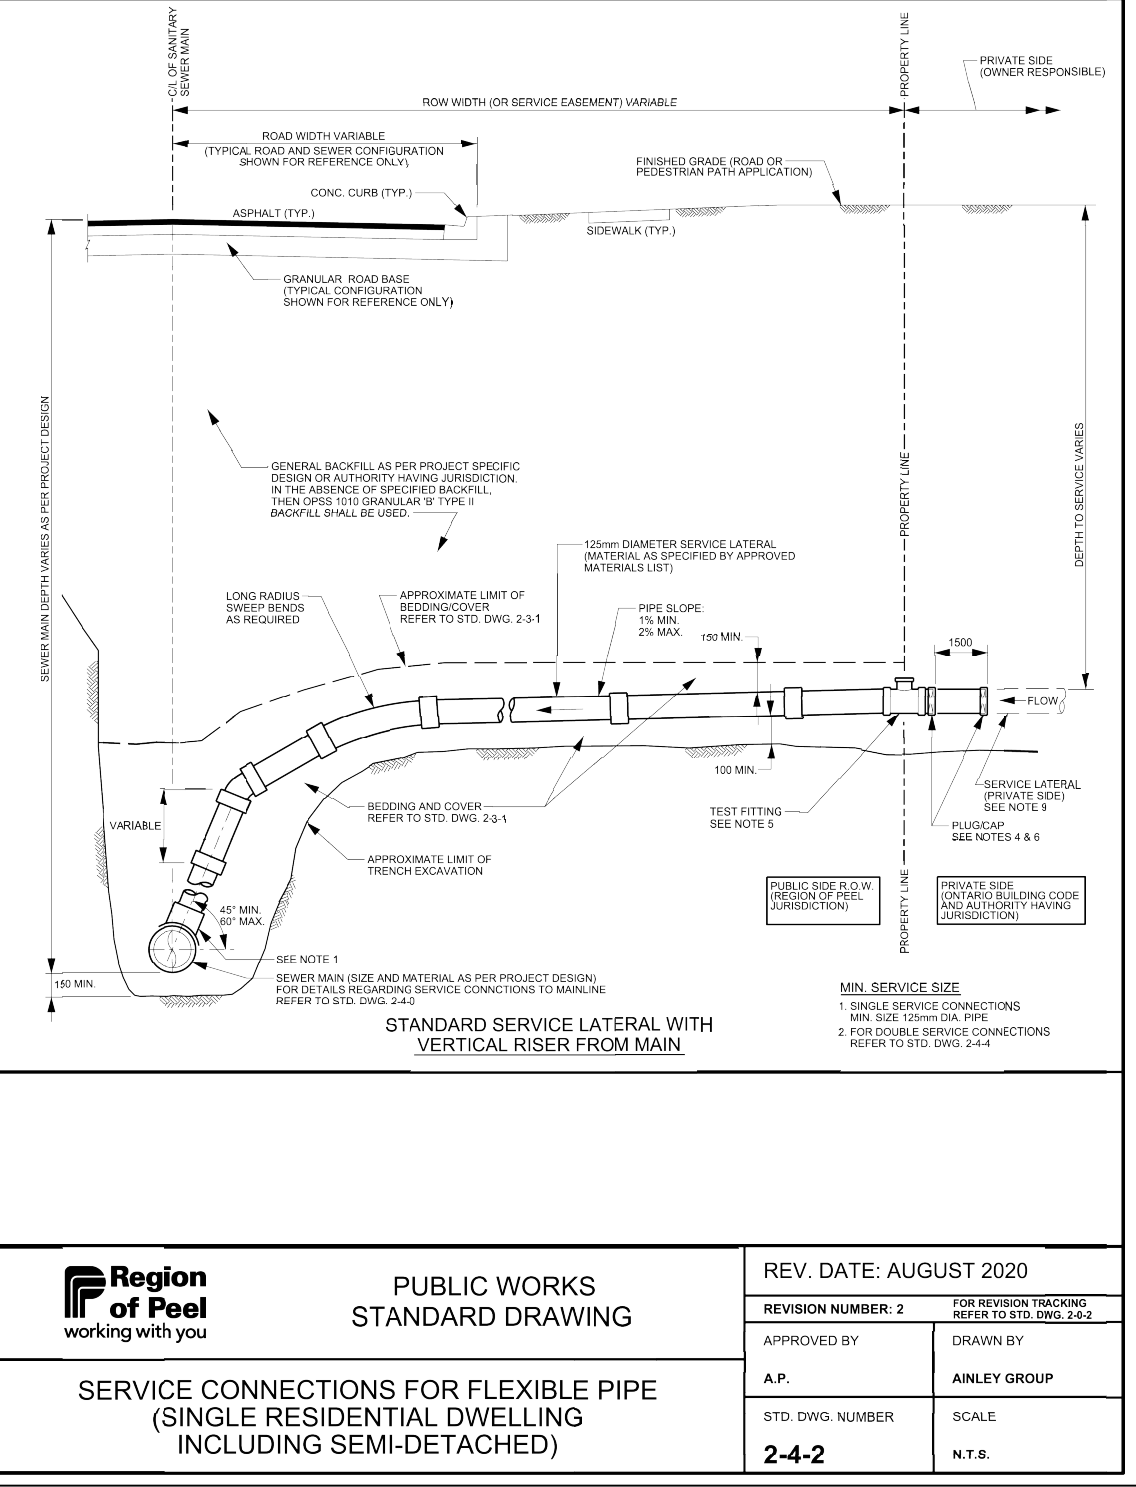 C/L OF SANITARY
SEWER MAIN
PROPERTY LINE
PRIVATE SIDE
(OWNER RESPONSIBLE)
ROW WIDTH (OR SERVICE EASEMENT) VARIABLE
ROAD WIDTH VARIABLE
(TYPICAL ROAD AND SEWER CONFIGURATION
SHOWN FOR REFERENCE ONLY)
FINISHED GRADE (ROAD OR
PEDESTRIAN PATH APPLICATION)
CONC. CURB (TYP.)
ASPHALT (TYP.)
SIDEWALK (TYP.)
GRANULAR ROAD BASE
(TYPICAL CONFIGURATION
SHOWN FOR REFERENCE ONLY)
SEWER MAIN DEPTH VARIES AS PER PROJECT DESIGN
GENERAL BACKFILL AS PER PROJECT SPECIFIC
DESIGN OR AUTHORITY HAVING JURISDICTION.
IN THE ABSENCE OF SPECIFIED BACKFILL,
THEN OPSS 1010 GRANULAR 'B' TYPE II
BACKFILL SHALL BE USED.
PROPERTY LINE
DEPTH TO SERVICE VARIES
125mm DIAMETER SERVICE LATERAL
(MATERIAL AS SPECIFIED BY APPROVED
MATERIALS LIST)
LONG RADIUS
SWEEP BENDS
AS REQUIRED
APPROXIMATE LIMIT OF
BEDDING/COVER
REFER TO STD. DWG. 2-3-1
PIPE SLOPE:
1% MIN.
2% MAX.
150 MIN.
1500
FLOW
100 MIN.
SERVICE LATERAL
(PRIVATE SIDE)
SEE NOTE 9
BEDDING AND COVER
REFER TO STD. DWG. 2-3-1
TEST FITTING
SEE NOTE 5
PLUG/CAP
SEE NOTES 4 & 6
VARIABLE
APPROXIMATE LIMIT OF
TRENCH EXCAVATION
PUBLIC SIDE R.O.W.
(REGION OF PEEL
JURISDICTION)
PROPERTY LINE
PRIVATE SIDE
(ONTARIO BUILDING CODE
AND AUTHORITY HAVING
JURISDICTION)
45° MIN.
60° MAX.
SEE NOTE 1
150 MIN.
SEWER MAIN (SIZE AND MATERIAL AS PER PROJECT DESIGN)
FOR DETAILS REGARDING SERVICE CONNCTIONS TO MAINLINE
REFER TO STD. DWG. 2-4-0
STANDARD SERVICE LATERAL WITH
VERTICAL RISER FROM MAIN
MIN. SERVICE SIZE
1. SINGLE SERVICE CONNECTIONS
MIN. SIZE 125mm DIA. PIPE
2. FOR DOUBLE SERVICE CONNECTIONS
REFER TO STD. DWG. 2-4-4
Region
of Peel
working with you
PUBLIC WORKS
STANDARD DRAWING
REV. DATE: AUGUST 2020
REVISION NUMBER: 2
FOR REVISION TRACKING
REFER TO STD. DWG. 2-0-2
APPROVED BY
A.P.
DRAWN BY
AINLEY GROUP
SERVICE CONNECTIONS FOR FLEXIBLE PIPE
(SINGLE RESIDENTIAL DWELLING
INCLUDING SEMI-DETACHED)
STD. DWG. NUMBER
2-4-2
SCALE
N.T.S.